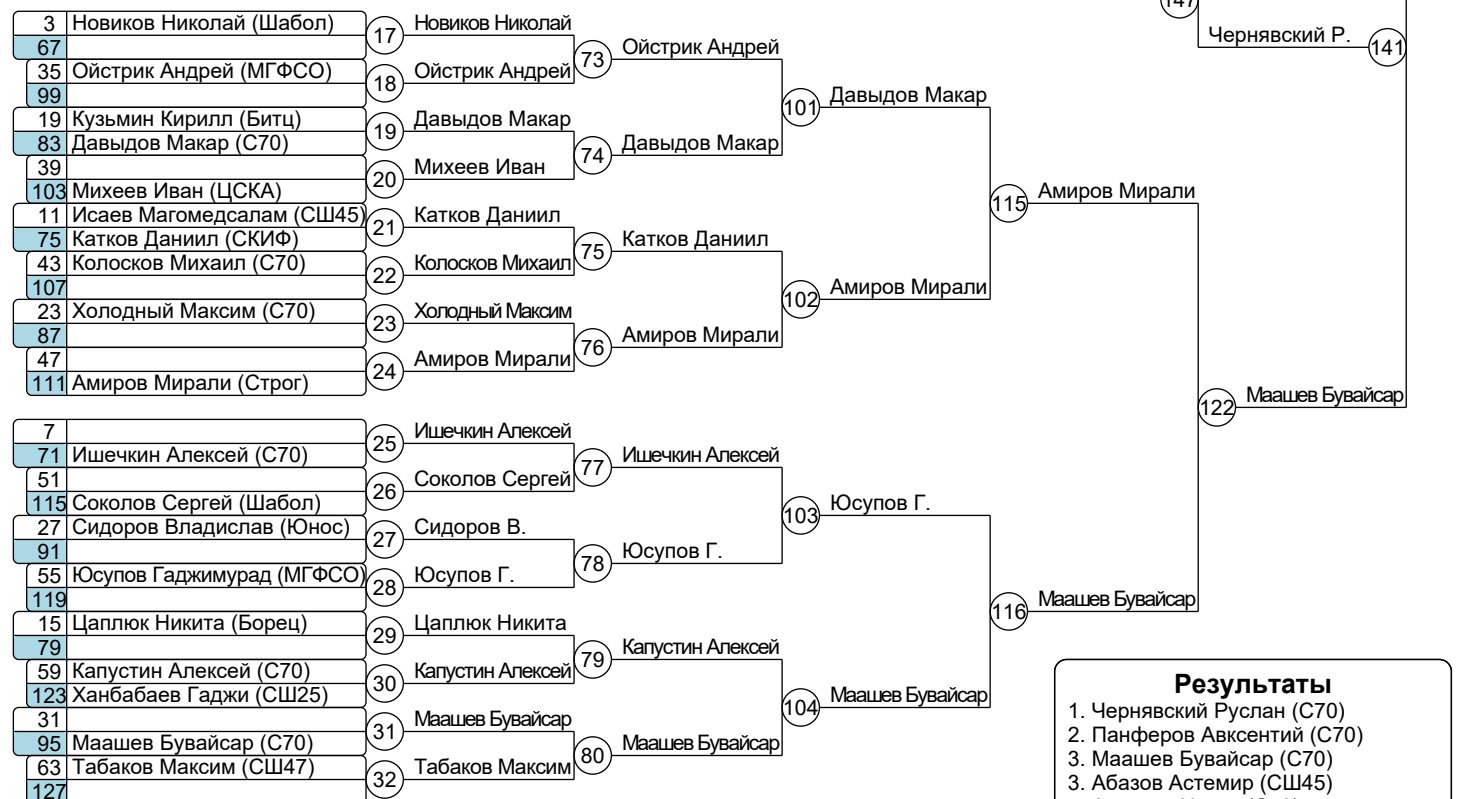 147
Чернявский Р.
141
3 Новиков Николай (Шабол)
67
17
Новиков Николай
35 Ойстрик Андрей (МГФСО)
99
18
Ойстрик Андрей
73
Ойстрик Андрей
19 Кузьмин Кирилл (Битц)
83 Давыдов Макар (С70)
19
Давыдов Макар
39
103 Михеев Иван (ЦСКА)
20
Михеев Иван
74
Давыдов Макар
101
Давыдов Макар
11 Исаев Магомедсалам (СШ45)
75 Катков Даниил (СКИФ)
21
Катков Даниил
43 Колосков Михаил (С70)
107
22
Колосков Михаил
75
Катков Даниил
23 Холодный Максим (С70)
87
23
Холодный Максим
47
111 Амиров Мирали (Строг)
24
Амиров Мирали
76
Амиров Мирали
102
Амиров Мирали
115
Амиров Мирали
7
71 Ишечкин Алексей (С70)
25
Ишечкин Алексей
51
115 Соколов Сергей (Шабол)
26
Соколов Сергей
77
Ишечкин Алексей
27 Сидоров Владислав (Юнос)
91
27
Сидоров В.
55 Юсупов Гаджимурад (МГФСО)
119
28
Юсупов Г.
78
Юсупов Г.
103
Юсупов Г.
15 Цаплюк Никита (Борец)
79
29
Цаплюк Никита
59 Капустин Алексей (С70)
123 Ханбабаев Гаджи (СШ25)
30
Капустин Алексей
79
Капустин Алексей
31
95 Маашев Бувайсар (С70)
31
Маашев Бувайсар
63 Табаков Максим (СШ47)
127
32
Табаков Максим
80
Маашев Бувайсар
104
Маашев Бувайсар
116
Маашев Бувайсар
122
Маашев Бувайсар
Результаты
1. Чернявский Руслан (С70)
2. Панферов Авксентий (С70)
3. Маашев Бувайсар (С70)
3. Абазов Астемир (СШ45)